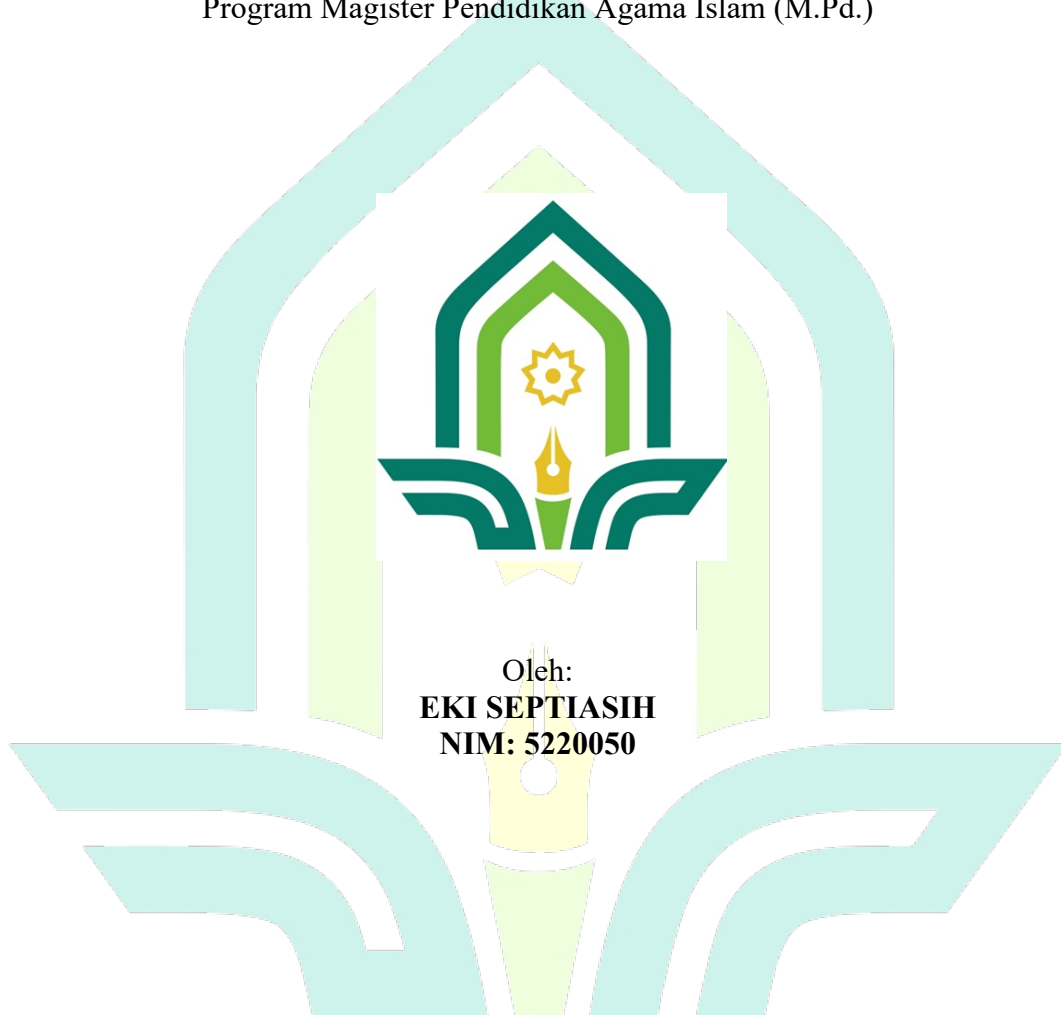 Program Magister Pendidikan Agama Islam (M.Pd.)
Oleh:
EKI SEPTIASIH
NIM: 5220050